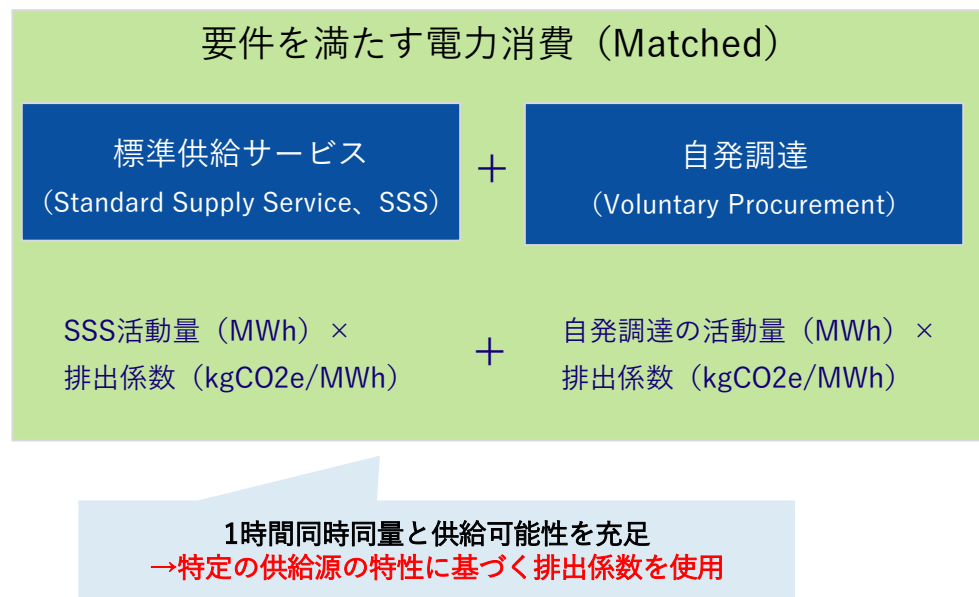 要件を満たす電力消費（Matched）
標準供給サービス
（Standard Supply Service、SSS）
＋
自発調達
（Voluntary Procurement）
SSS活動量（MWh）×
排出係数（kgCO2e/MWh）
＋
自発調達の活動量（MWh）×
排出係数（kgCO2e/MWh）
1時間同時同量と供給可能性を充足
→特定の供給源の特性に基づく排出係数を使用